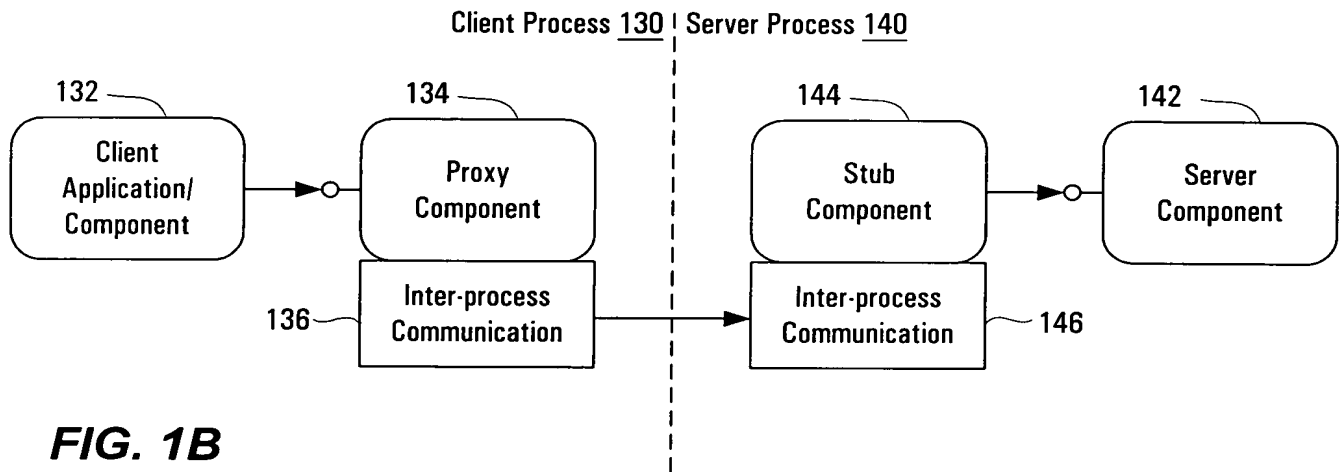 Client Process 130
Server Process 140
132
134
144
142
Client
Application/
Component
Proxy
Component
Stub
Component
Server
Component
136
Inter-process
Communication
Inter-process
Communication
146
FIG. 1B